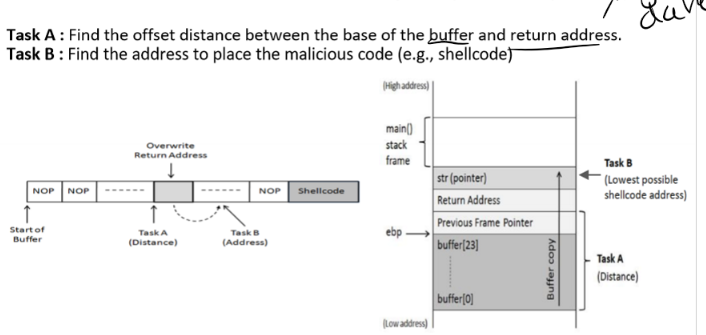 Task A : Find the offset distance between the base of the buffer and return address.
Task B : Find the address to place the malicious code (e.g., shellcode)
Overwrite
Return Address
NOP NOP ------ ------ NOP Shellcode
Start of
Buffer
Task A
(Distance)
Task B
(Address)
(High address)
main()
stack
frame
str (pointer)
Return Address
Previous Frame Pointer
ebp
buffer[23]
buffer[0]
Buffer copy
(Low address)
Task B
(Lowest possible
shellcode address)
Task A
(Distance)